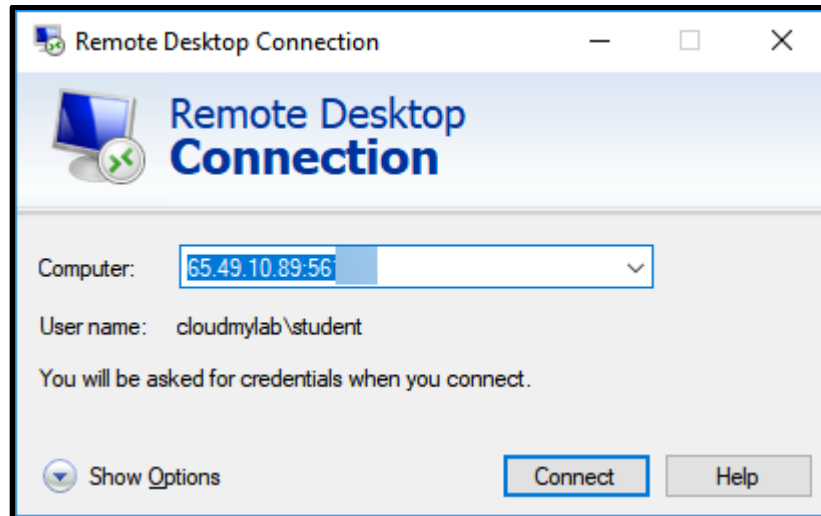 Remote Desktop Connection
Remote Desktop
Connection
Computer: 65.49.10.89:56
User name: cloudmylab\student
You will be asked for credentials when you connect.
Show Options Connect Help